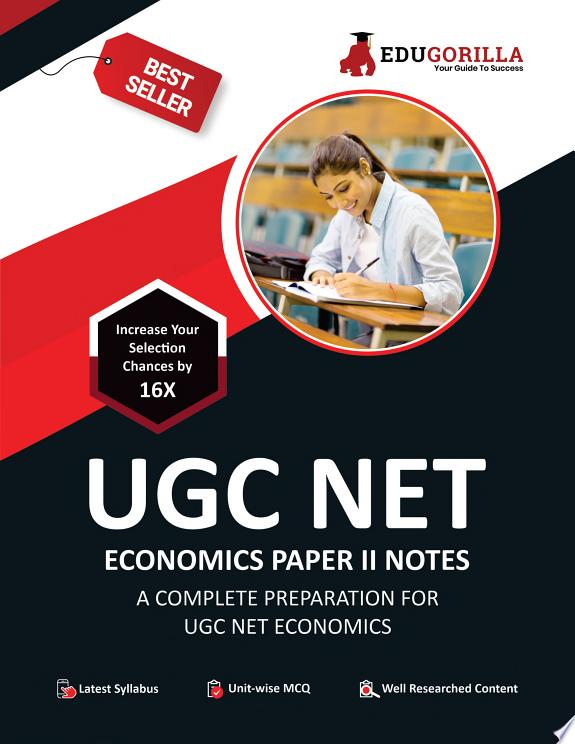 BEST
SELLER
EDUGORILLA
Your Guide To Success
Increase Your
Selection
Chances by
16X
UGC NET
ECONOMICS PAPER II NOTES
A COMPLETE PREPARATION FOR
UGC NET ECONOMICS
Latest Syllabus
Unit-wise MCQ
Well Researched Content